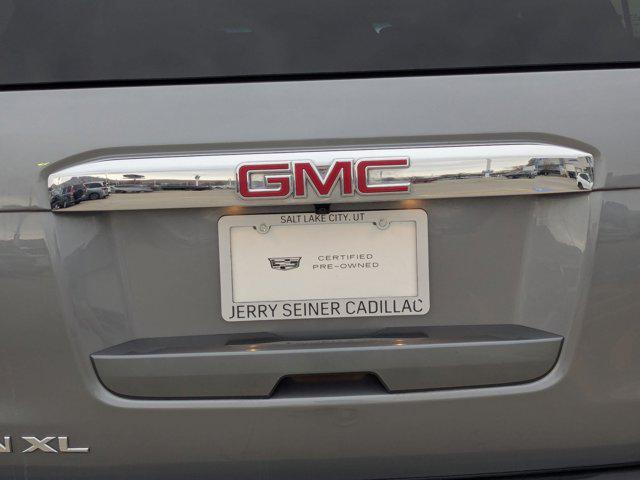 GMC
SALT LAKE CITY, UT
CERTIFIED
PRE-OWNED
JERRY SEINER CADILLAC
N XL